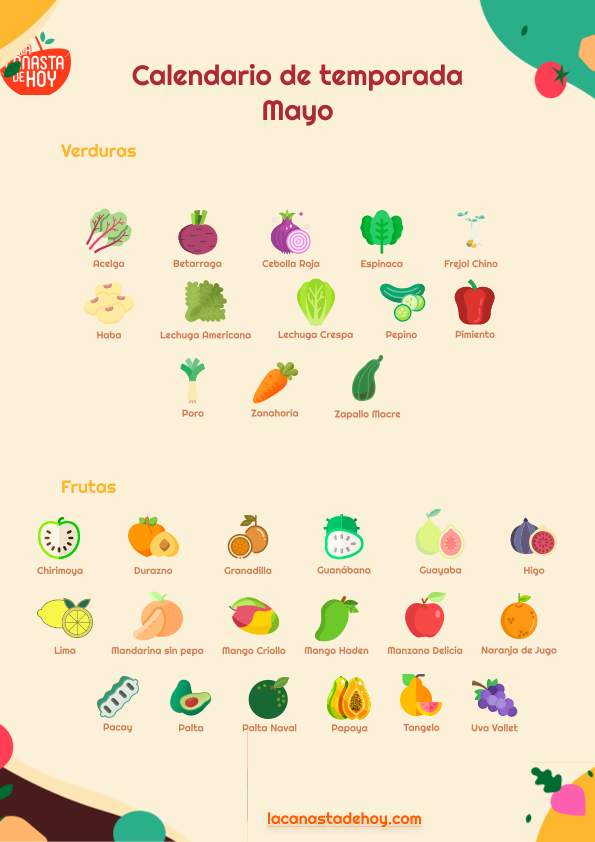 LA
CANASTA
DE HOY
Calendario de temporada
Mayo
Verduras
Acelga
Betarraga
Cebolla Roja
Espinaca
Frejol Chino
Haba
Lechuga Americana
Lechuga Crespa
Pepino
Pimiento
Poro
Zanahoria
Zapallo Macre
Frutas
Chirimoya
Durazno
Granadilla
Guanábana
Guayaba
Higo
Lima
Mandarina sin pepa
Mango Criollo
Mango Haden
Manzana Delicia
Naranja de Jugo
Pacay
Palta
Palta Naval
Papaya
Tangelo
Uva Vallet
lacanastadehoy.com